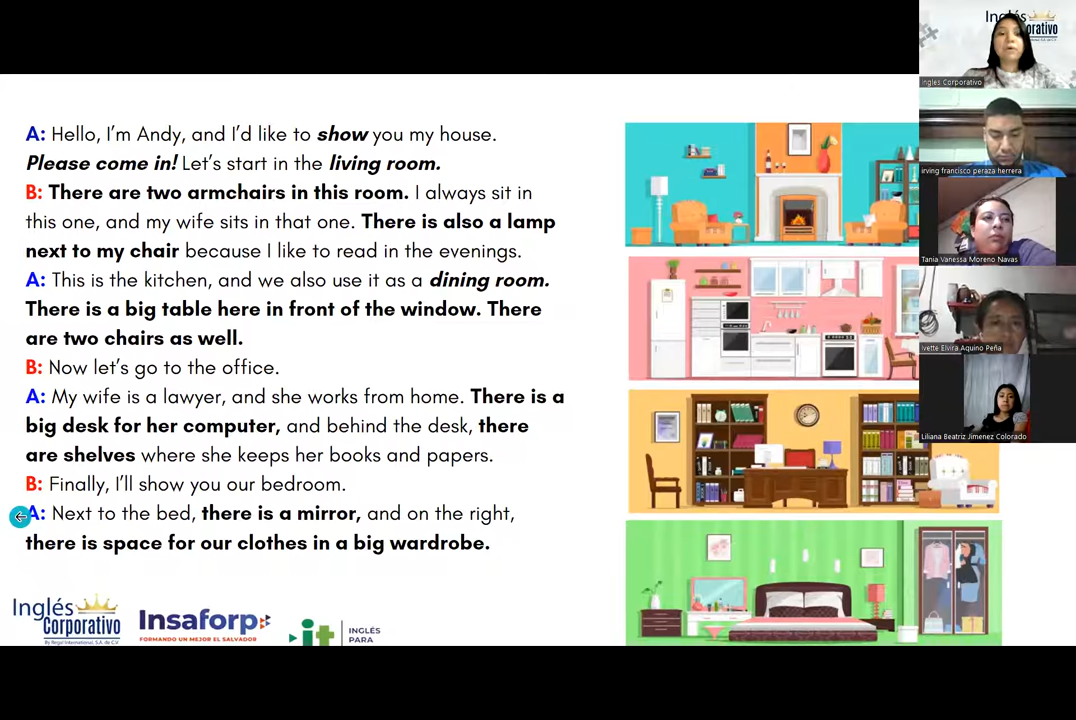 A: Hello, I'm Andy, and I'd like to show you my house.
Please come in! Let's start in the living room.
B: There are two armchairs in this room. I always sit in
this one, and my wife sits in that one. There is also a lamp
next to my chair because I like to read in the evenings.
A: This is the kitchen, and we also use it as a dining room.
There is a big table here in front of the window. There
are two chairs as well.
B: Now let's go to the office.
A: My wife is a lawyer, and she works from home. There is a
big desk for her computer, and behind the desk, there
are shelves where she keeps her books and papers.
B: Finally, I'll show you our bedroom.
A: Next to the bed, there is a mirror, and on the right,
there is space for our clothes in a big wardrobe.
Inglés
Corporativo
Insaforp
FORMANDO UN MEJOR EL SALVADOR
it
INGLÉS
PARA
Inglés
orativo
Ingles Corporativo
irving francisco peraza herrera
Tania Vanessa Moreno Navas
Ivette Elvira Aquino Peña
Liliana Beatriz Jimenez Colorado